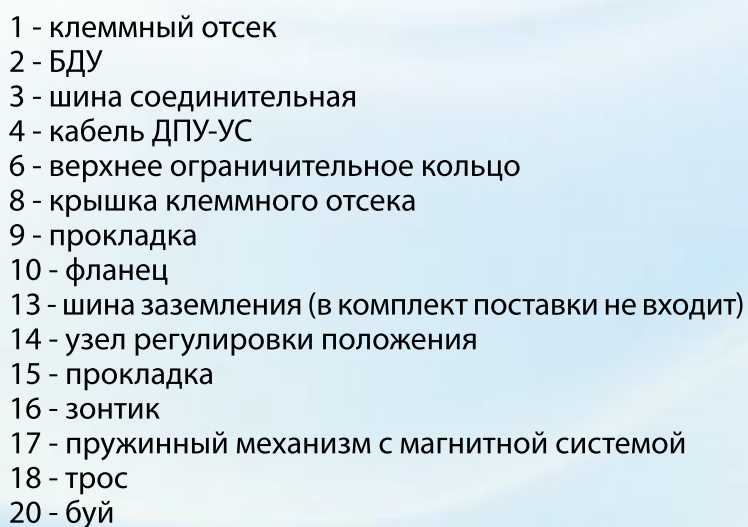 1 - клеммный отсек
2 - БДУ
3 - шина соединительная
4 - кабель ДПУ-УС
6 - верхнее ограничительное кольцо
8 - крышка клеммного отсека
9 - прокладка
10 - фланец
13 - шина заземления (в комплект поставки не входит)
14 - узел регулировки положения
15 - прокладка
16 - зонтик
17 - пружинный механизм с магнитной системой
18 - трос
20 - буй